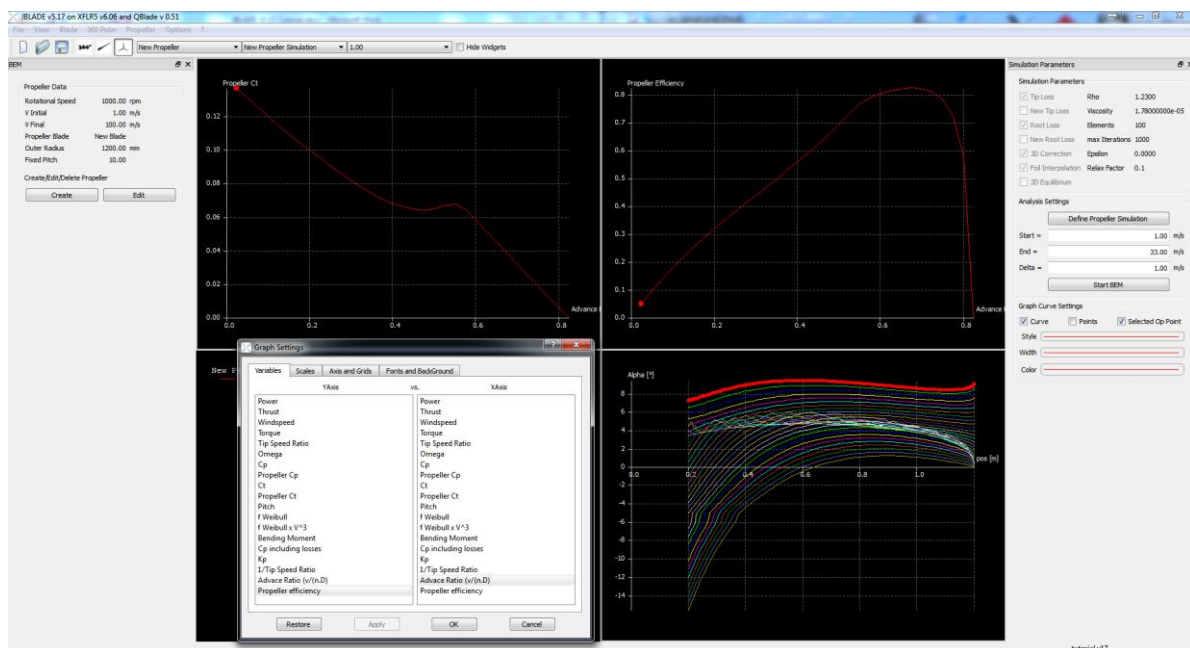 JBLADE v5.17 on XFLR5 v6.06 and QBlade v 0.51
File View Blade 360 Polar Propeller Options ?
360° New Propeller New Propeller Simulation 1.00 Hide Widgets
BEM
Propeller Data
Rotational Speed 1000.00 rpm
V Initial 1.00 m/s
V Final 100.00 m/s
Propeller Blade New Blade
Outer Radius 1200.00 mm
Fixed Pitch 10.00
Create/Edit/Delete Propeller
Create Edit
Propeller Ct
0.12
0.10
0.08
0.06
0.04
0.02
0.00
0.0 0.2 0.4 0.6 0.8
Advance
Propeller Efficiency
0.8
0.7
0.6
0.5
0.4
0.3
0.2
0.1
0.0
0.0 0.2 0.4 0.6 0.8
Advance
New P
Graph Settings
Variables Scales Axis and Grids Fonts and BackGround
YAxis vs. XAxis
Power Power
Thrust Thrust
Windspeed Windspeed
Torque Torque
Tip Speed Ratio Tip Speed Ratio
Omega Omega
Cp Cp
Propeller Cp Propeller Cp
Ct Ct
Propeller Ct Propeller Ct
Pitch Pitch
f Weibull f Weibull
f Weibull x V^3 f Weibull x V^3
Bending Moment Bending Moment
Cp including losses Cp including losses
Kp Kp
1/Tip Speed Ratio 1/Tip Speed Ratio
Advace Ratio (v/(n.D) Advace Ratio (v/(n.D)
Propeller efficiency Propeller efficiency
Restore Apply OK Cancel
Alpha [°]
8
6
4
2
0
-2
-4
-6
-8
-10
-12
-14
0.0 0.2 0.4 0.6 0.8 1.0
pos [m]
Simulation Parameters
Simulation Parameters
Tip Loss Rho 1.2300
New Tip Loss Viscosity 1.78000000e-05
Root Loss Elements 100
New Root Loss max Iterations 1000
3D Correction Epsilon 0.0000
Foil Interpolation Relax Factor 0.1
3D Equilibrium
Analysis Settings
Define Propeller Simulation
Start = 1.00 m/s
End = 33.00 m/s
Delta = 1.00 m/s
Start BEM
Graph Curve Settings
Curve Points Selected Op Point
Style
Width
Color